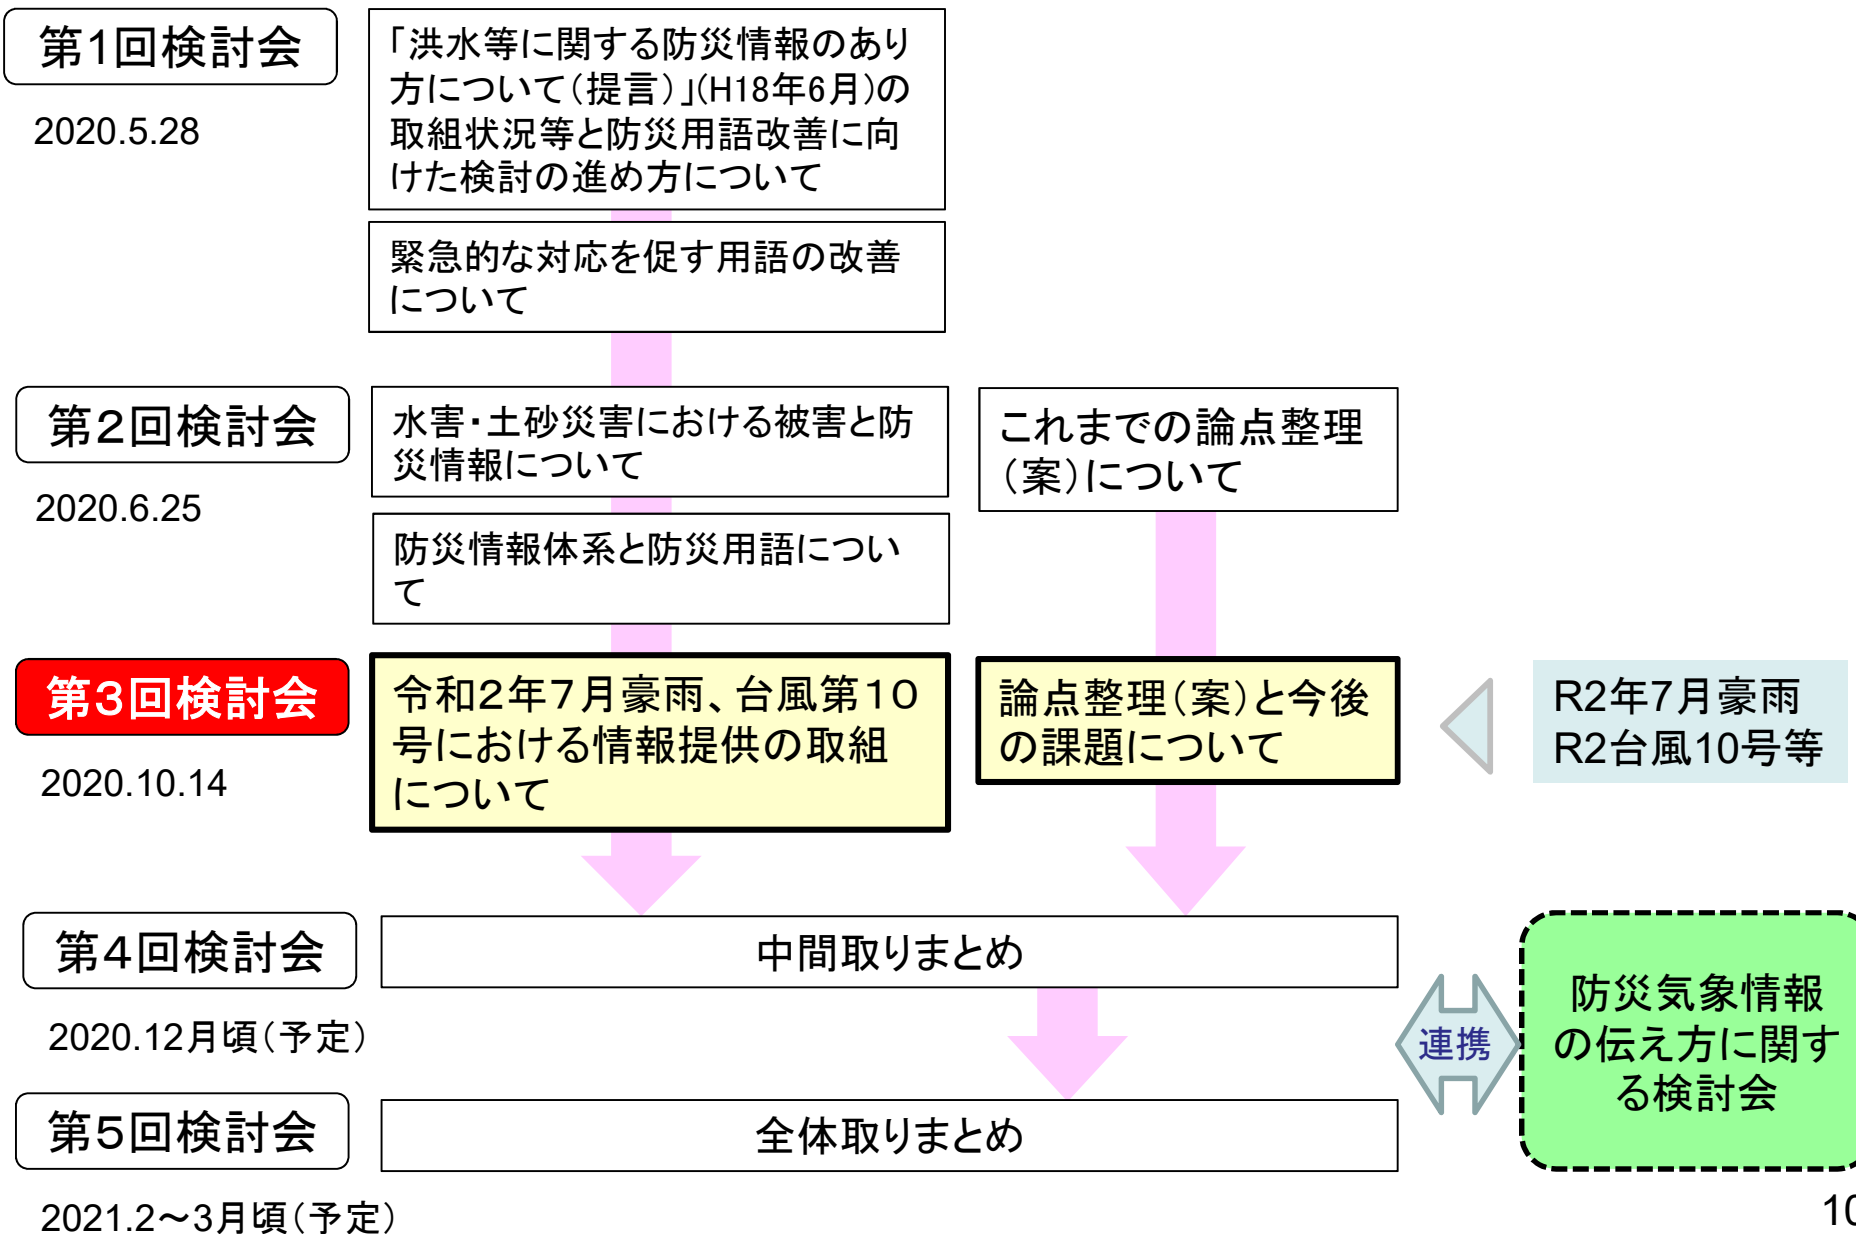 第1回検討会
2020.5.28
「洪水等に関する防災情報のあり
方について(提言)」(H18年6月)の
取組状況等と防災用語改善に向
けた検討の進め方について
緊急的な対応を促す用語の改善
について
第2回検討会
2020.6.25
水害・土砂災害における被害と防
災情報について
防災情報体系と防災用語につい
て
これまでの論点整理
(案)について
第3回検討会
2020.10.14
令和2年7月豪雨、台風第10
号における情報提供の取組
について
論点整理(案)と今後
の課題について
R2年7月豪雨
R2台風10号等
第4回検討会
2020.12月頃(予定)
中間取りまとめ
連携
防災気象情報
の伝え方に関す
る検討会
第5回検討会
2021.2~3月頃(予定)
全体取りまとめ
10